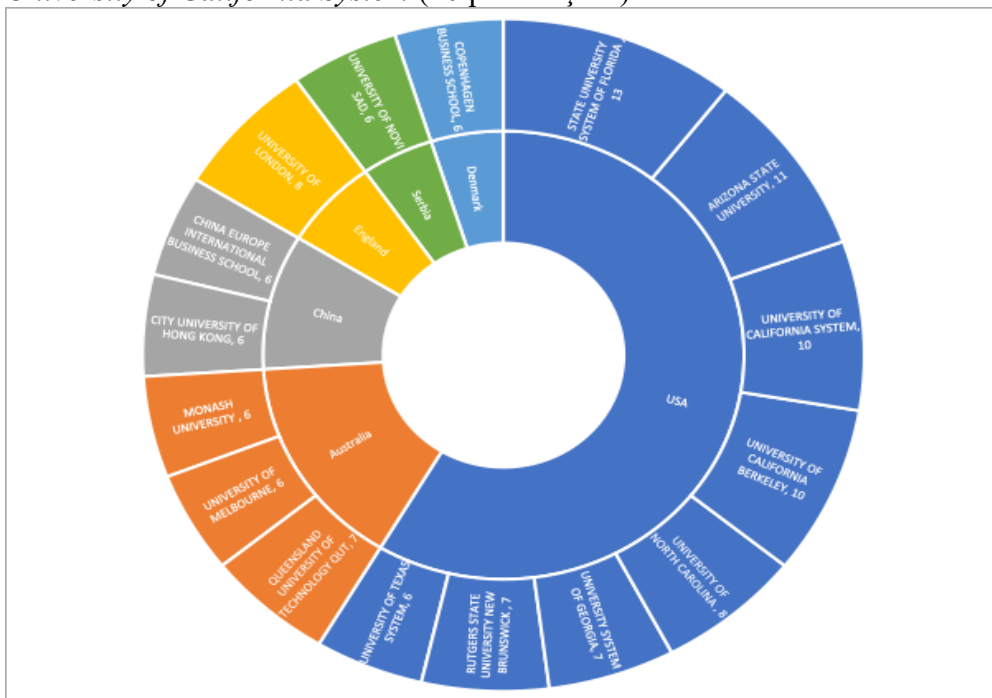 STATE UNIVERSITY
SYSTEM OF FLORIDA ,
13
ARIZONA STATE
UNIVERSITY, 11
UNIVERSITY OF
CALIFORNIA SYSTEM,
10
UNIVERSITY OF
CALIFORNIA
BERKELEY, 10
UNIVERSITY OF
NORTH CAROLINA , 8
UNIVERSITY SYSTEM
OF GEORGIA, 7
RUTGERS STATE
UNIVERSITY NEW
BRUNSWICK , 7
UNIVERSITY OF TEXAS
SYSTEM, 6
QUEENSLAND
UNIVERSITY OF
TECHNOLOGY QUT, 7
UNIVERSITY OF
MELBOURNE, 6
MONASH
UNIVERSITY , 6
CITY UNIVERSITY OF
HONG KONG, 6
CHINA EUROPE
INTERNATIONAL
BUSINESS SCHOOL, 6
UNIVERSITY OF
LONDON, 8
UNIVERSITY OF NOVI
SAD, 6
COPENHAGEN
BUSINESS SCHOOL, 6
USA
Australia
China
England
Serbia
Denmark